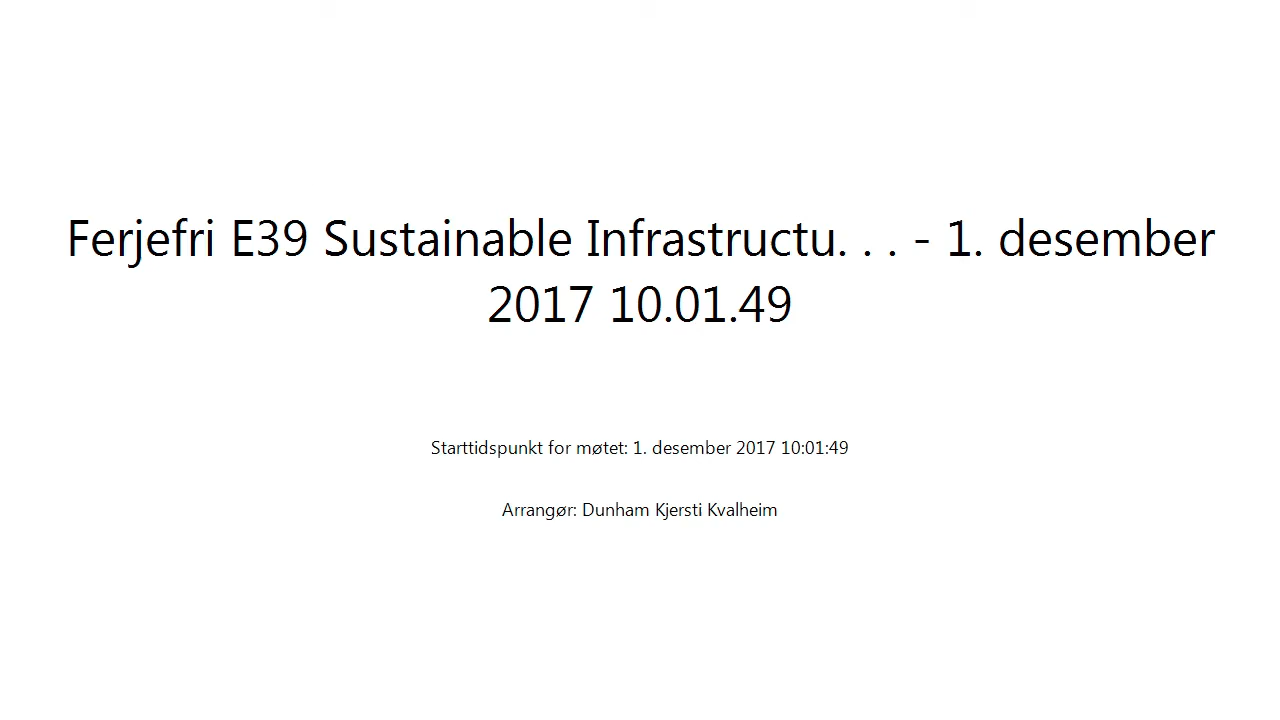 Ferjefri E39 Sustainable Infrastructu. . . - 1. desember
2017 10.01.49
Starttidspunkt for møtet: 1. desember 2017 10:01:49
Arrangør: Dunham Kjersti Kvalheim